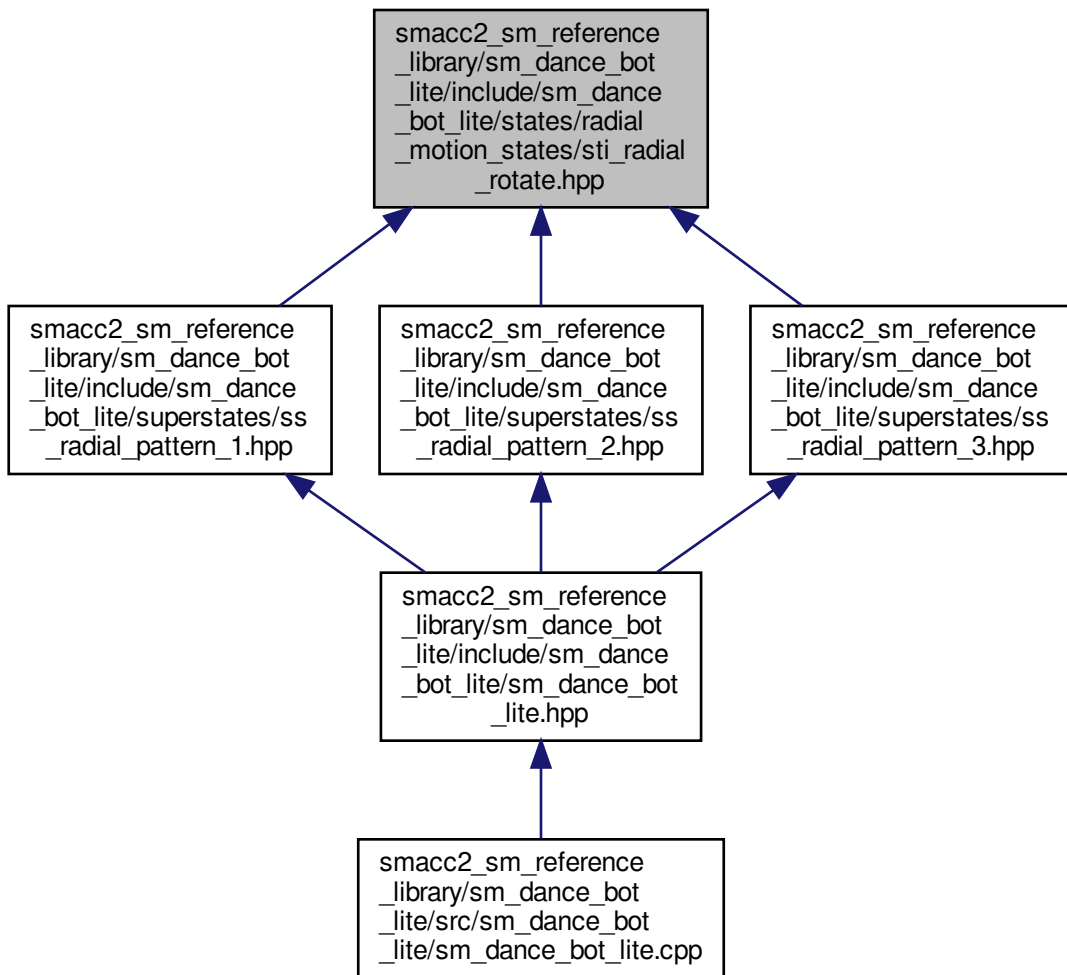 smacc2_sm_reference
_library/sm_dance_bot
_lite/include/sm_dance
_bot_lite/states/radial
_motion_states/sti_radial
_rotate.hpp
smacc2_sm_reference
_library/sm_dance_bot
_lite/include/sm_dance
_bot_lite/superstates/ss
_radial_pattern_1.hpp
smacc2_sm_reference
_library/sm_dance_bot
_lite/include/sm_dance
_bot_lite/superstates/ss
_radial_pattern_2.hpp
smacc2_sm_reference
_library/sm_dance_bot
_lite/include/sm_dance
_bot_lite/superstates/ss
_radial_pattern_3.hpp
smacc2_sm_reference
_library/sm_dance_bot
_lite/include/sm_dance
_bot_lite/sm_dance_bot
_lite.hpp
smacc2_sm_reference
_library/sm_dance_bot
_lite/src/sm_dance_bot
_lite/sm_dance_bot_lite.cpp